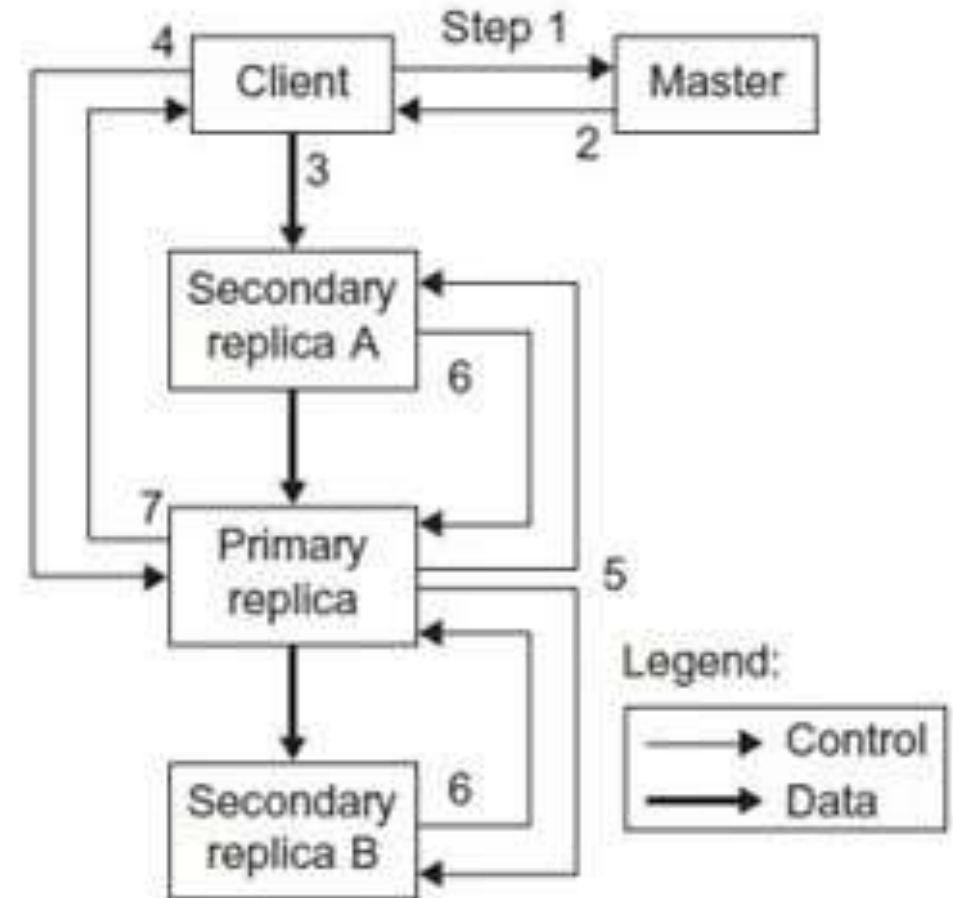 Step 1
4
Client
Master
2
3
Secondary
replica A
6
7
Primary
replica
5
Legend:
Control
Data
6
Secondary
replica B